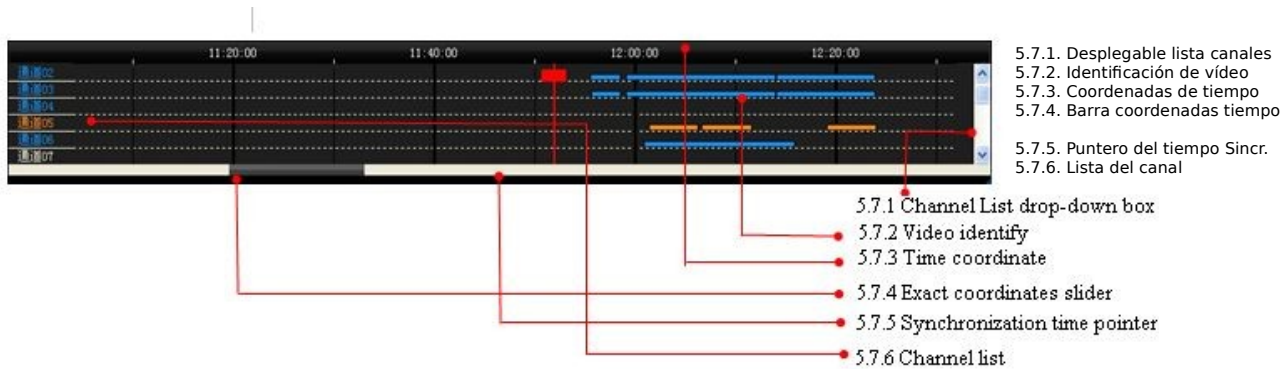 11:20:00 11:40:00 12:00:00 12:20:00
通道02
通道03
通道04
通道05
通道06
通道07
5.7.1. Desplegable lista canales
5.7.2. Identificación de vídeo
5.7.3. Coordenadas de tiempo
5.7.4. Barra coordenadas tiempo
5.7.5. Puntero del tiempo Sincr.
5.7.6. Lista del canal
5.7.1 Channel List drop-down box
5.7.2 Video identify
5.7.3 Time coordinate
5.7.4 Exact coordinates slider
5.7.5 Synchronization time pointer
5.7.6 Channel list